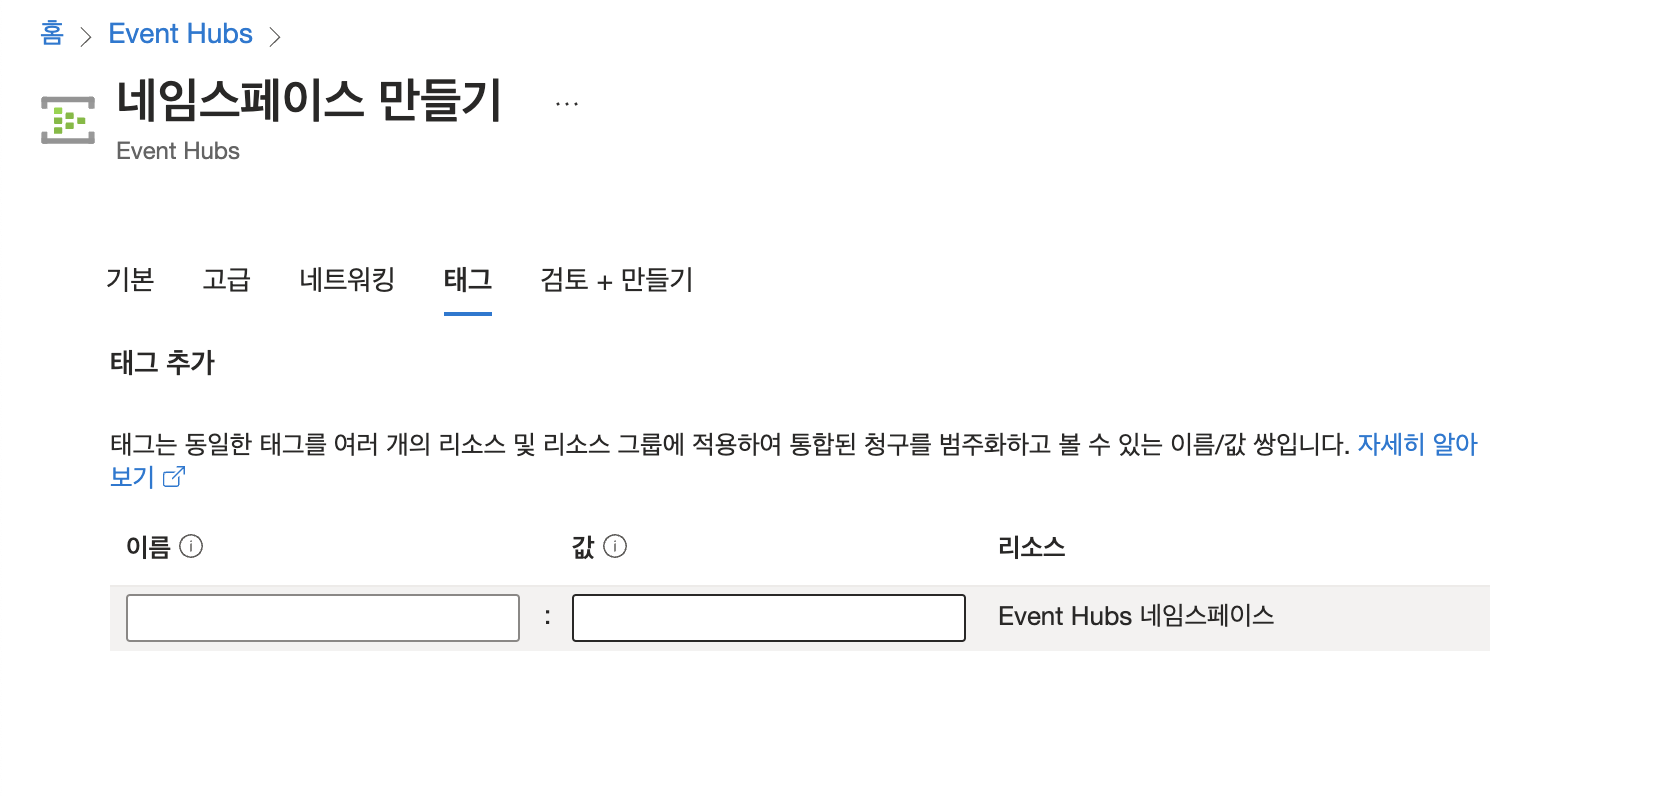 홈 > Event Hubs >
네임스페이스 만들기 ...
Event Hubs
기본 고급 네트워킹 태그 검토 + 만들기
태그 추가
태그는 동일한 태그를 여러 개의 리소스 및 리소스 그룹에 적용하여 통합된 청구를 범주화하고 볼 수 있는 이름/값 쌍입니다. 자세히 알아
보기
이름 값 리소스
: Event Hubs 네임스페이스